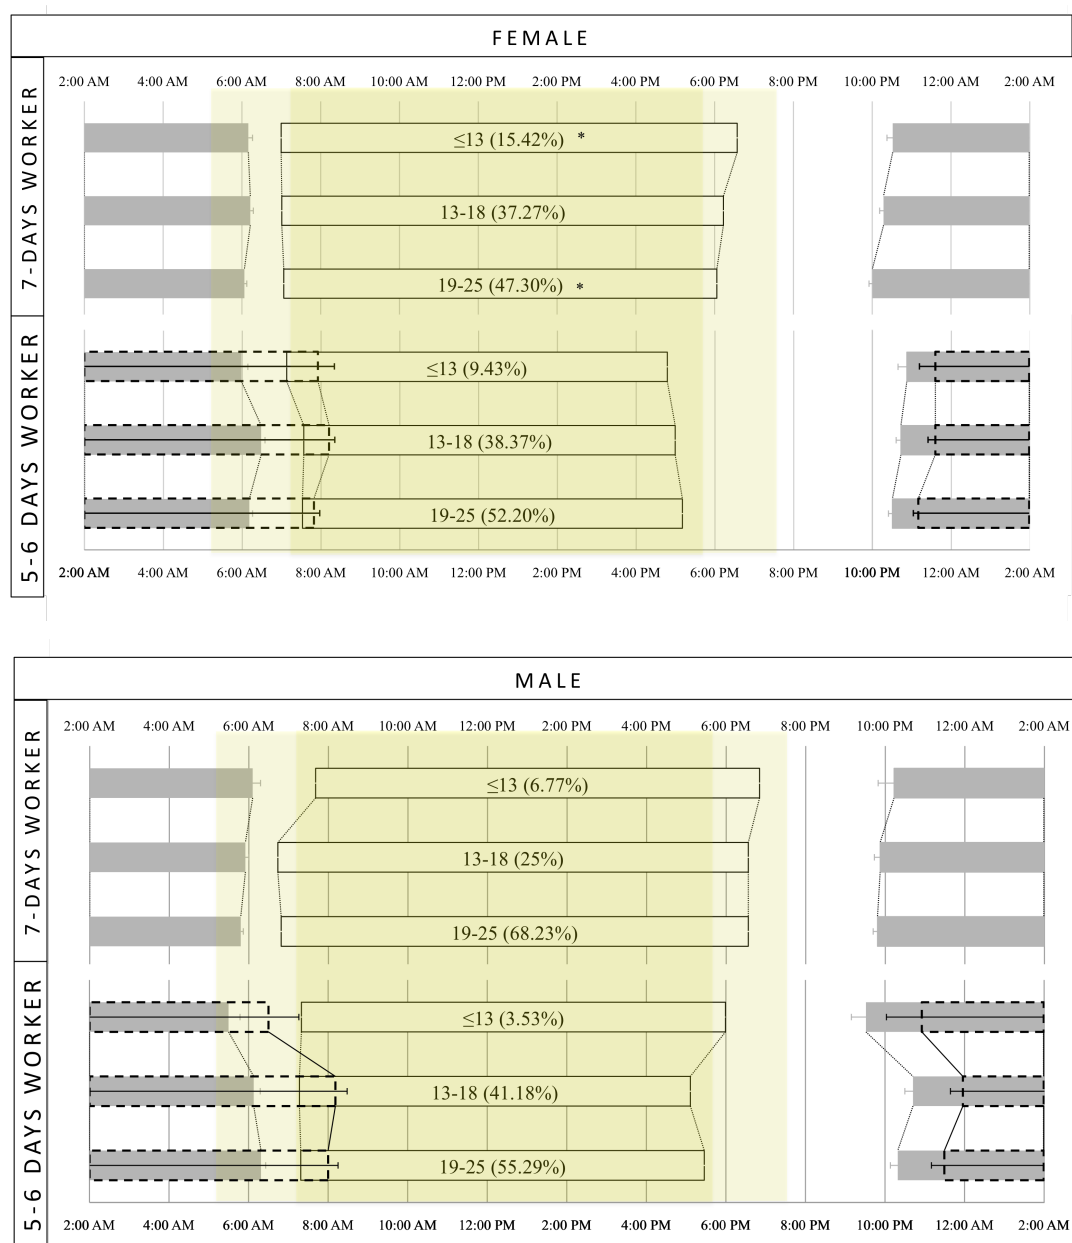 FEMALE
7-DAYS WORKER
2:00 AM 4:00 AM 6:00 AM 8:00 AM 10:00 AM 12:00 PM 2:00 PM 4:00 PM 6:00 PM 8:00 PM 10:00 PM 12:00 AM 2:00 AM
≤13 (15.42%) *
13-18 (37.27%)
19-25 (47.30%) *
5-6 DAYS WORKER
≤13 (9.43%)
13-18 (38.37%)
19-25 (52.20%)
2:00 AM 4:00 AM 6:00 AM 8:00 AM 10:00 AM 12:00 PM 2:00 PM 4:00 PM 6:00 PM 8:00 PM 10:00 PM 12:00 AM 2:00 AM
MALE
7-DAYS WORKER
2:00 AM 4:00 AM 6:00 AM 8:00 AM 10:00 AM 12:00 PM 2:00 PM 4:00 PM 6:00 PM 8:00 PM 10:00 PM 12:00 AM 2:00 AM
≤13 (6.77%)
13-18 (25%)
19-25 (68.23%)
5-6 DAYS WORKER
≤13 (3.53%)
13-18 (41.18%)
19-25 (55.29%)
2:00 AM 4:00 AM 6:00 AM 8:00 AM 10:00 AM 12:00 PM 2:00 PM 4:00 PM 6:00 PM 8:00 PM 10:00 PM 12:00 AM 2:00 AM